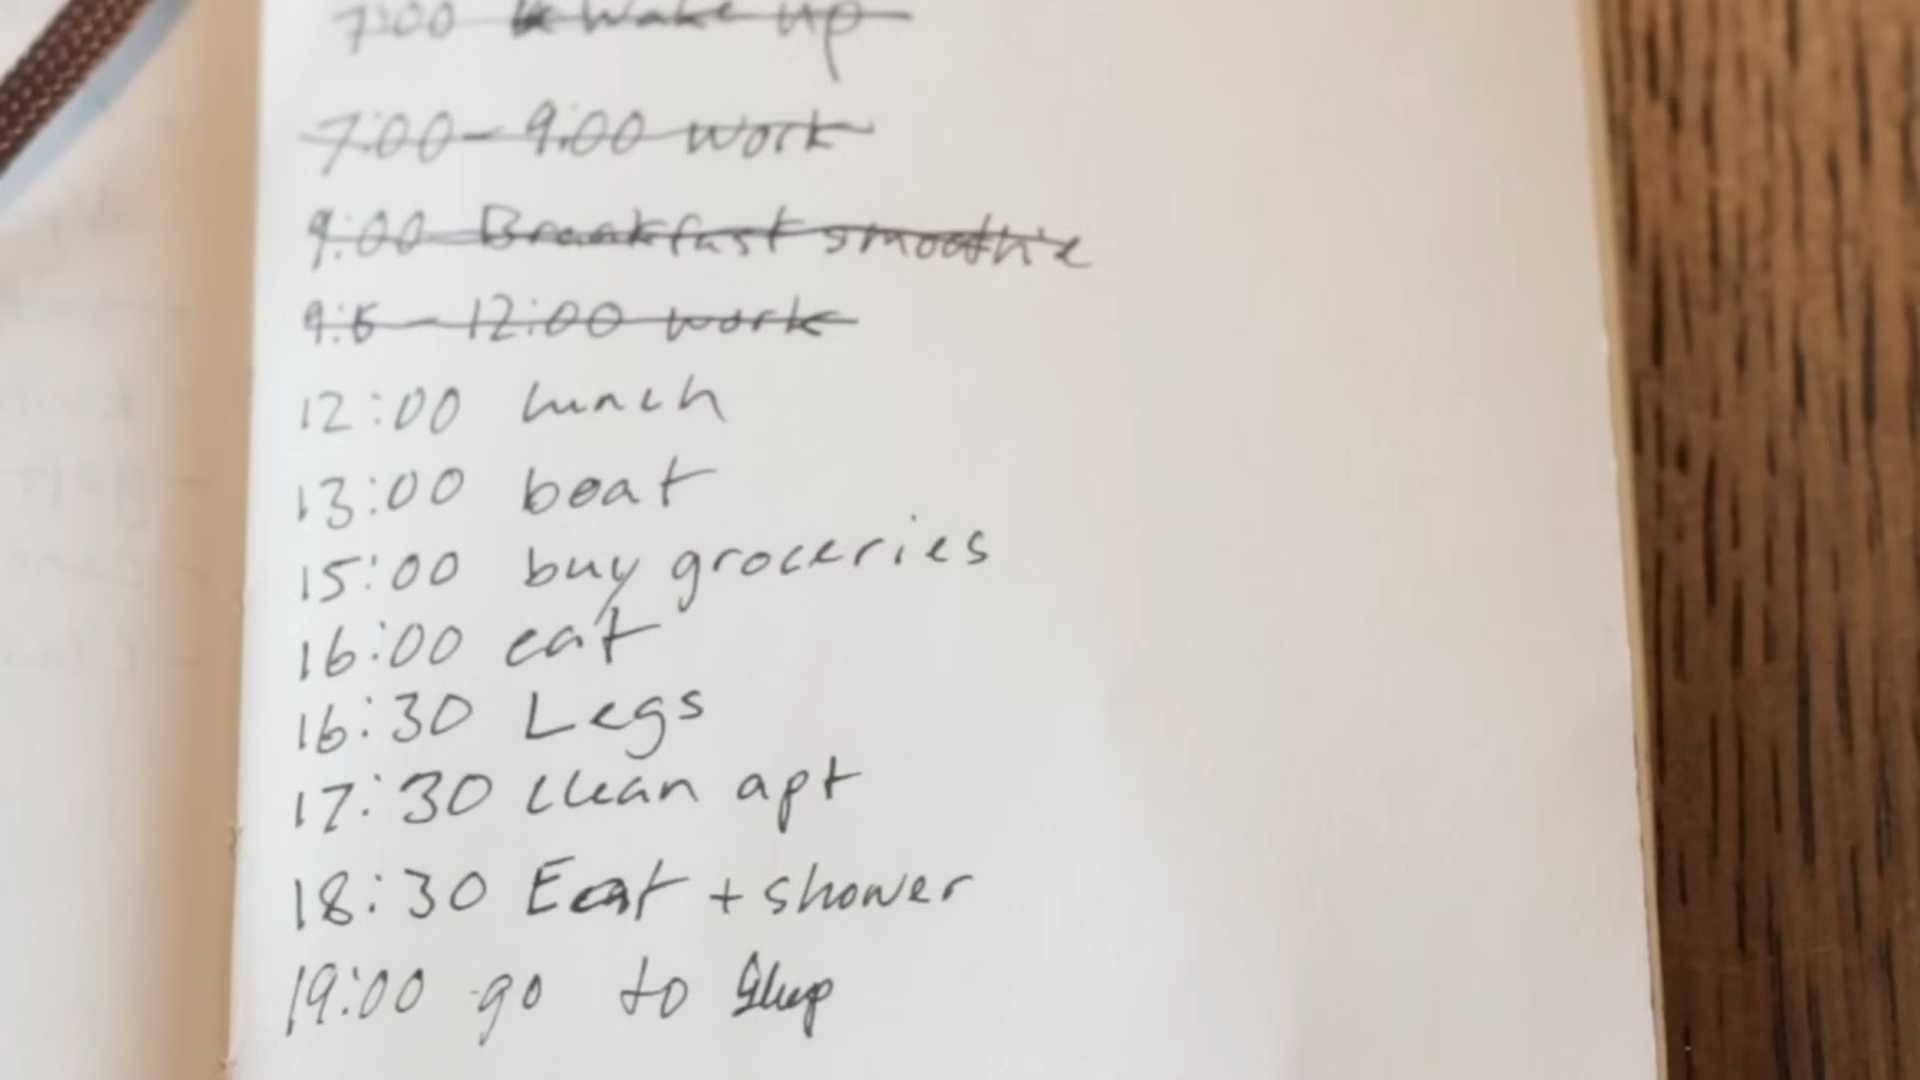 7:00 Wake up
7:00 - 9:00 work
9:00 Breakfast smoothie
9:15 - 12:00 work
12:00 lunch
13:00 boat
15:00 buy groceries
16:00 eat
16:30 Legs
17:30 clean apt
18:30 Eat + shower
19:00 go to Sleep